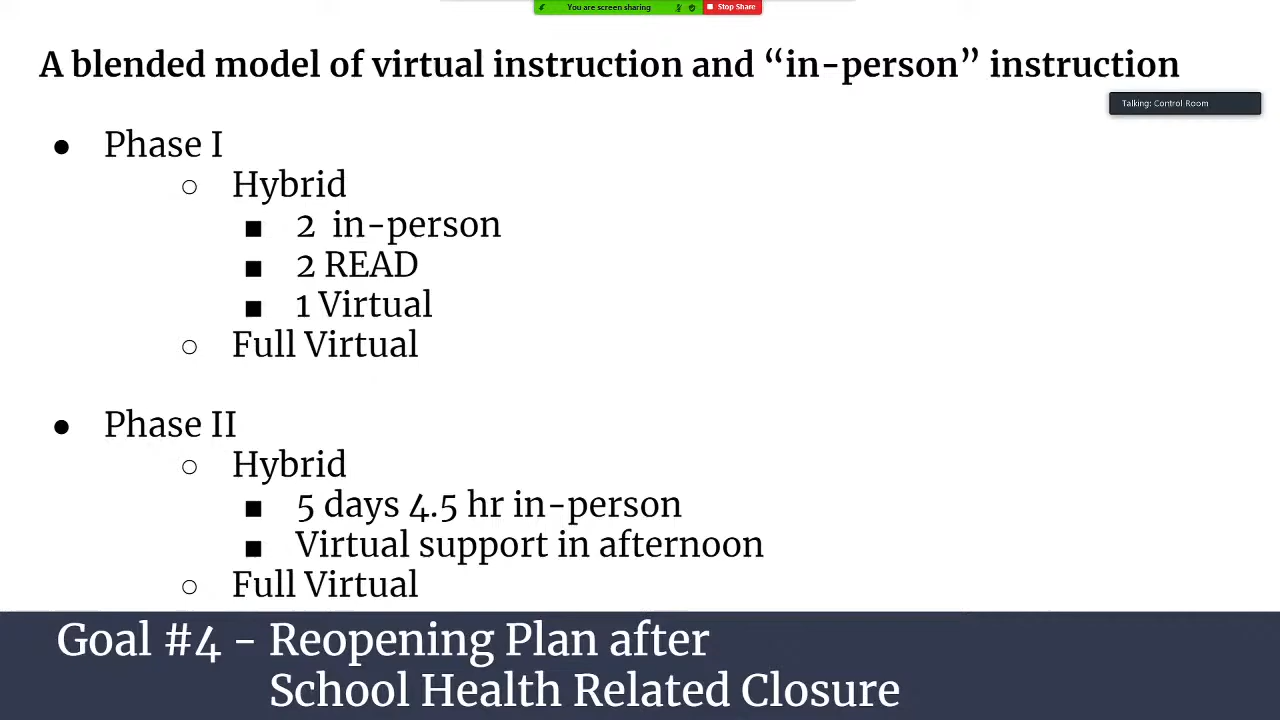 You are screen sharing Stop Share
A blended model of virtual instruction and “in-person” instruction
Talking: Control Room
● Phase I
○ Hybrid
■ 2 in-person
■ 2 READ
■ 1 Virtual
○ Full Virtual
● Phase II
○ Hybrid
■ 5 days 4.5 hr in-person
■ Virtual support in afternoon
○ Full Virtual
Goal #4 - Reopening Plan after
School Health Related Closure